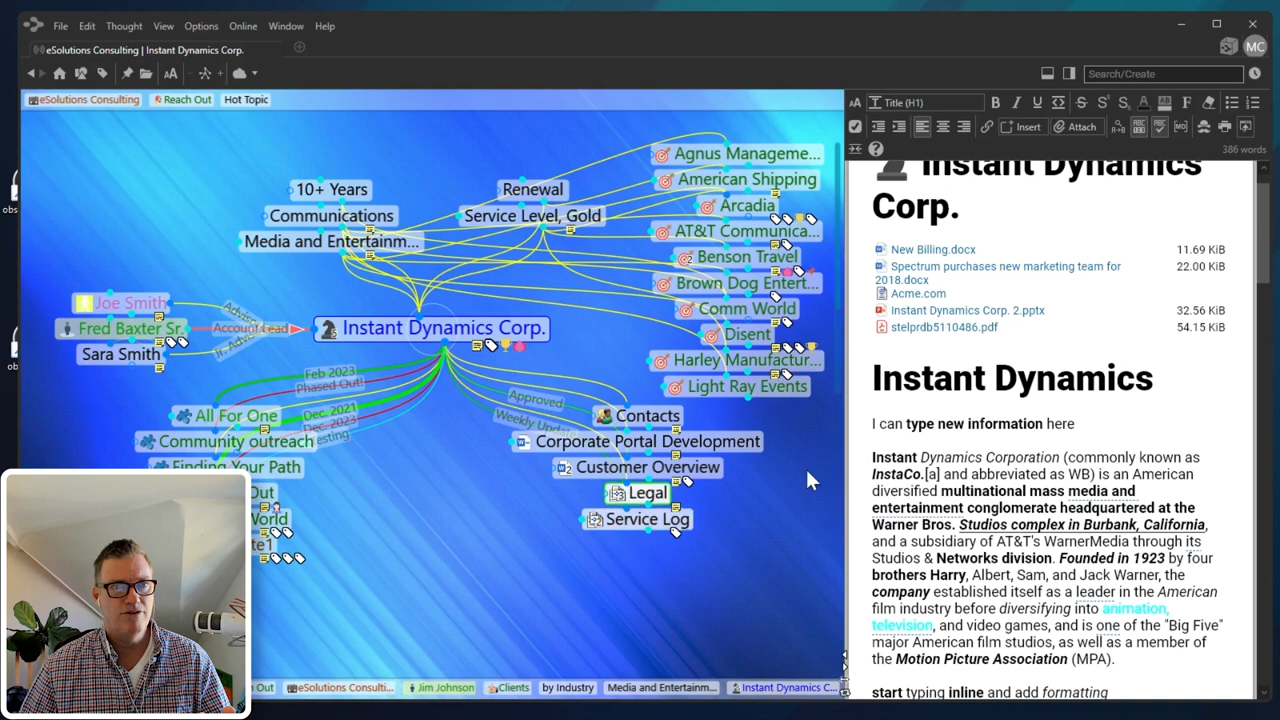 File Edit Thought View Options Online Window Help
eSolutions Consulting | Instant Dynamics Corp.
MC
Search/Create
eSolutions Consulting Reach Out Hot Topic
Title (H1)
Insert Attach
386 words
10+ Years
Communications
Media and Entertainm...
Renewal
Service Level, Gold
Agnus Manageme...
American Shipping
Arcadia
AT&T Communica...
Benson Travel
Brown Dog Entert...
Comm World
Disent
Harley Manufactur...
Light Ray Events
Joe Smith
Fred Baxter Sr.
Sara Smith
Account Lead
Instant Dynamics Corp.
Feb 2023
Phased Out!
Dec. 2021
Dec. 2023
esting
Approved
Weekly Upda
All For One
Community outreach
Finding Your Path
Out
World
te1
Contacts
Corporate Portal Development
Customer Overview
Legal
Service Log
Out eSolutions Consulti... Jim Johnson Clients by Industry Media and Entertainm... Instant Dynamics C...
Instant Dynamics
Corp.
New Billing.docx 11.69 KiB
Spectrum purchases new marketing team for 22.00 KiB
2018.docx
Acme.com
Instant Dynamics Corp. 2.pptx 32.56 KiB
stelprdb5110486.pdf 54.15 KiB
Instant Dynamics
I can type new information here
Instant Dynamics Corporation (commonly known as
InstaCo.[a] and abbreviated as WB) is an American
diversified multinational mass media and
entertainment conglomerate headquartered at the
Warner Bros. Studios complex in Burbank, California,
and a subsidiary of AT&T's WarnerMedia through its
Studios & Networks division. Founded in 1923 by four
brothers Harry, Albert, Sam, and Jack Warner, the
company established itself as a leader in the American
film industry before diversifying into animation,
television, and video games, and is one of the "Big Five"
major American film studios, as well as a member of
the Motion Picture Association (MPA).
start typing inline and add formatting